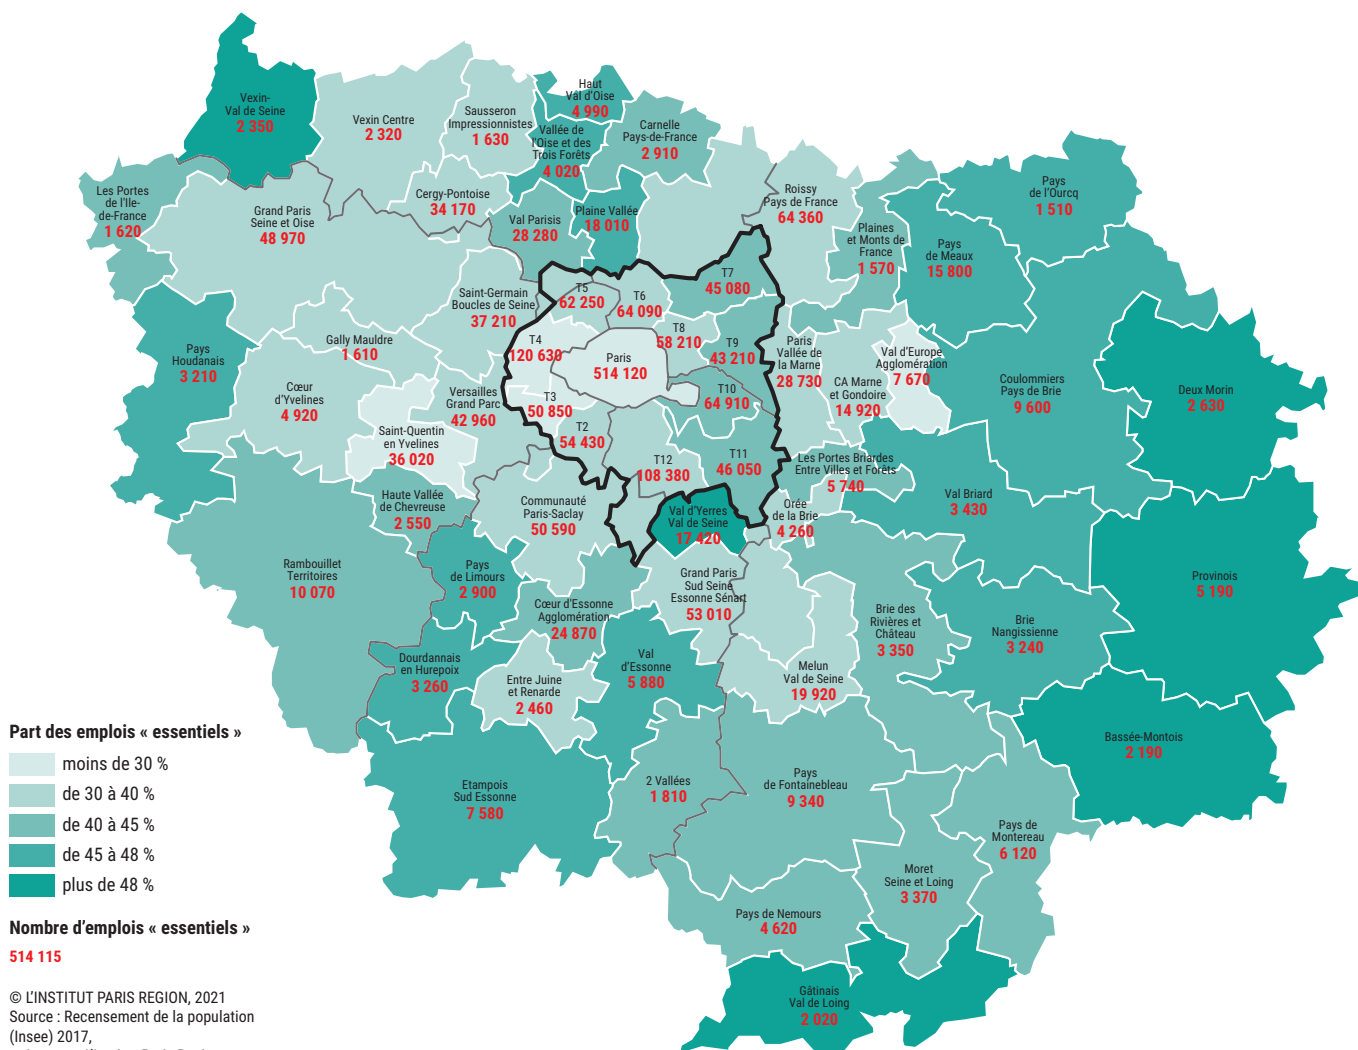 Vexin-
Val de Seine
2 350
Vexin Centre
2 320
Sausseron
Impressionnistes
1 630
Haut
Val d'Oise
4 990
Vallée de
l'Oise et des
Trois Forêts
4 020
Carnelle
Pays-de-France
2 910
Les Portes
de l'Ile-
de-France
1 620
Grand Paris
Seine et Oise
48 970
Cergy-Pontoise
34 170
Val Parisis
28 280
Plaine Vallée
18 010
Roissy
Pays de France
64 360
Plaines
et Monts de
France
1 570
Pays
de Meaux
15 800
Pays
de l'Ourcq
1 510
Saint-Germain
Boucles de Seine
37 210
T5
62 250
T6
64 090
T7
45 080
T8
58 210
T9
43 210
T4
120 630
Paris
514 120
T10
64 910
T3
50 850
T2
54 430
T12
108 380
T11
46 050
Pays
Houdanais
3 210
Gally Mauldre
1 610
Cœur
d'Yvelines
4 920
Versailles
Grand Parc
42 960
Saint-Quentin
en Yvelines
36 020
Paris
Vallée de
la Marne
28 730
CA Marne
et Gondoire
14 920
Val d'Europe
Agglomération
7 670
Coulommiers
Pays de Brie
9 600
Deux Morin
2 630
Les Portes Briardes
Entre Villes et Forêts
5 740
Orée
de la Brie
4 260
Val Briard
3 430
Haute Vallée
de Chevreuse
2 550
Communauté
Paris-Saclay
50 590
Val d'Yerres
Val de Seine
17 420
Rambouillet
Territoires
10 070
Pays
de Limours
2 900
Cœur d'Essonne
Agglomération
24 870
Grand Paris
Sud Seine
Essonne Sénart
53 010
Brie des
Rivières et
Château
3 350
Brie
Nangissienne
3 240
Provinois
5 190
Dourdannais
en Hurepoix
3 260
Entre Juine
et Renarde
2 460
Val
d'Essonne
5 880
Melun
Val de Seine
19 920
Bassée-Montois
2 190
Etampois
Sud Essonne
7 580
2 Vallées
1 810
Pays
de Fontainebleau
9 340
Pays de
Montereau
6 120
Moret
Seine et Loing
3 370
Pays de Nemours
4 620
Gâtinais
Val de Loing
2 020
Part des emplois « essentiels »
moins de 30 %
de 30 à 40 %
de 40 à 45 %
de 45 à 48 %
plus de 48 %
Nombre d'emplois « essentiels »
514 115
© L'INSTITUT PARIS REGION, 2021
Source : Recensement de la population
(Insee) 2017,